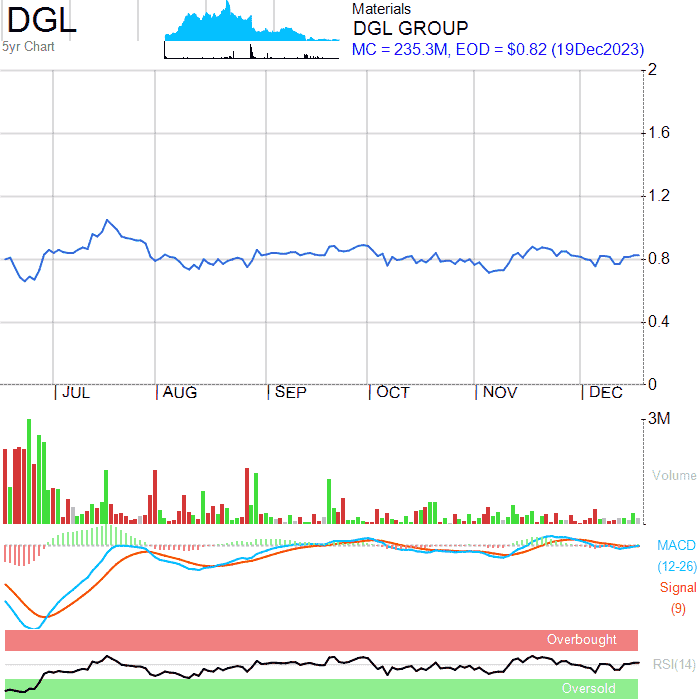 DGL
5yr Chart
Materials
DGL GROUP
MC = 235.3M, EOD = $0.82 (19Dec2023)
2
1.6
1.2
0.8
0.4
0
JUL AUG SEP OCT NOV DEC
3M
Volume
MACD
(12-26)
Signal
(9)
Overbought
RSI(14)
Oversold